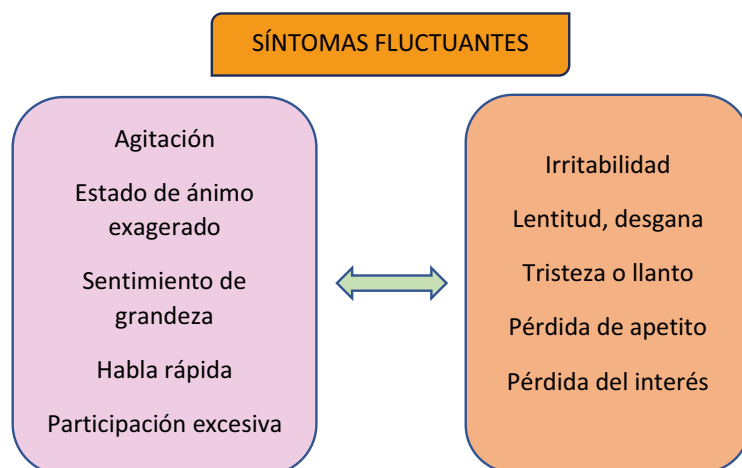 SÍNTOMAS FLUCTUANTES
Agitación
Estado de ánimo
exagerado
Sentimiento de
grandeza
Habla rápida
Participación excesiva
Irritabilidad
Lentitud, desgana
Tristeza o llanto
Pérdida de apetito
Pérdida del interés